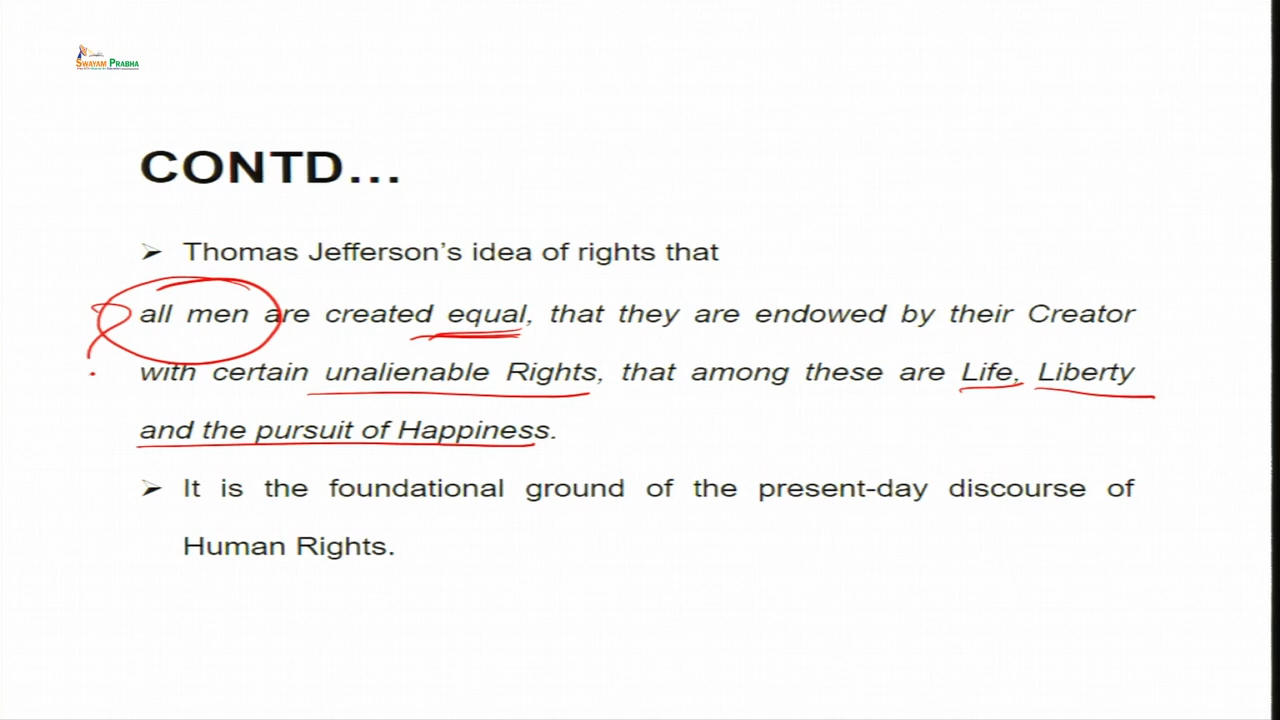 SWAYAM PRABHA
CONTD...
➢ Thomas Jefferson’s idea of rights that
all men are created equal, that they are endowed by their Creator
with certain unalienable Rights, that among these are Life, Liberty
and the pursuit of Happiness.
➢ It is the foundational ground of the present-day discourse of
Human Rights.
?